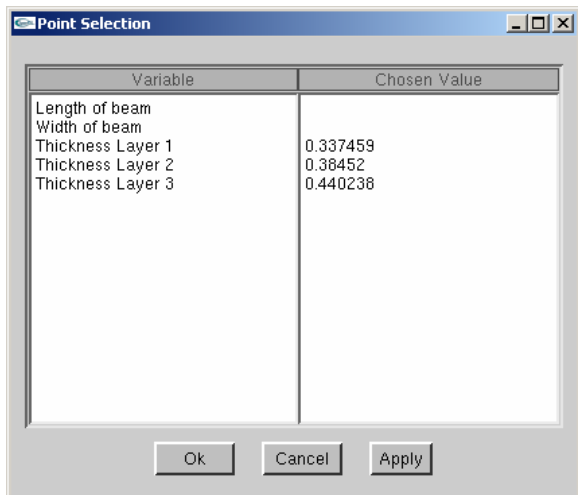 Point Selection
Variable Chosen Value
Length of beam
Width of beam
Thickness Layer 1 0.337459
Thickness Layer 2 0.38452
Thickness Layer 3 0.440238
Ok Cancel Apply